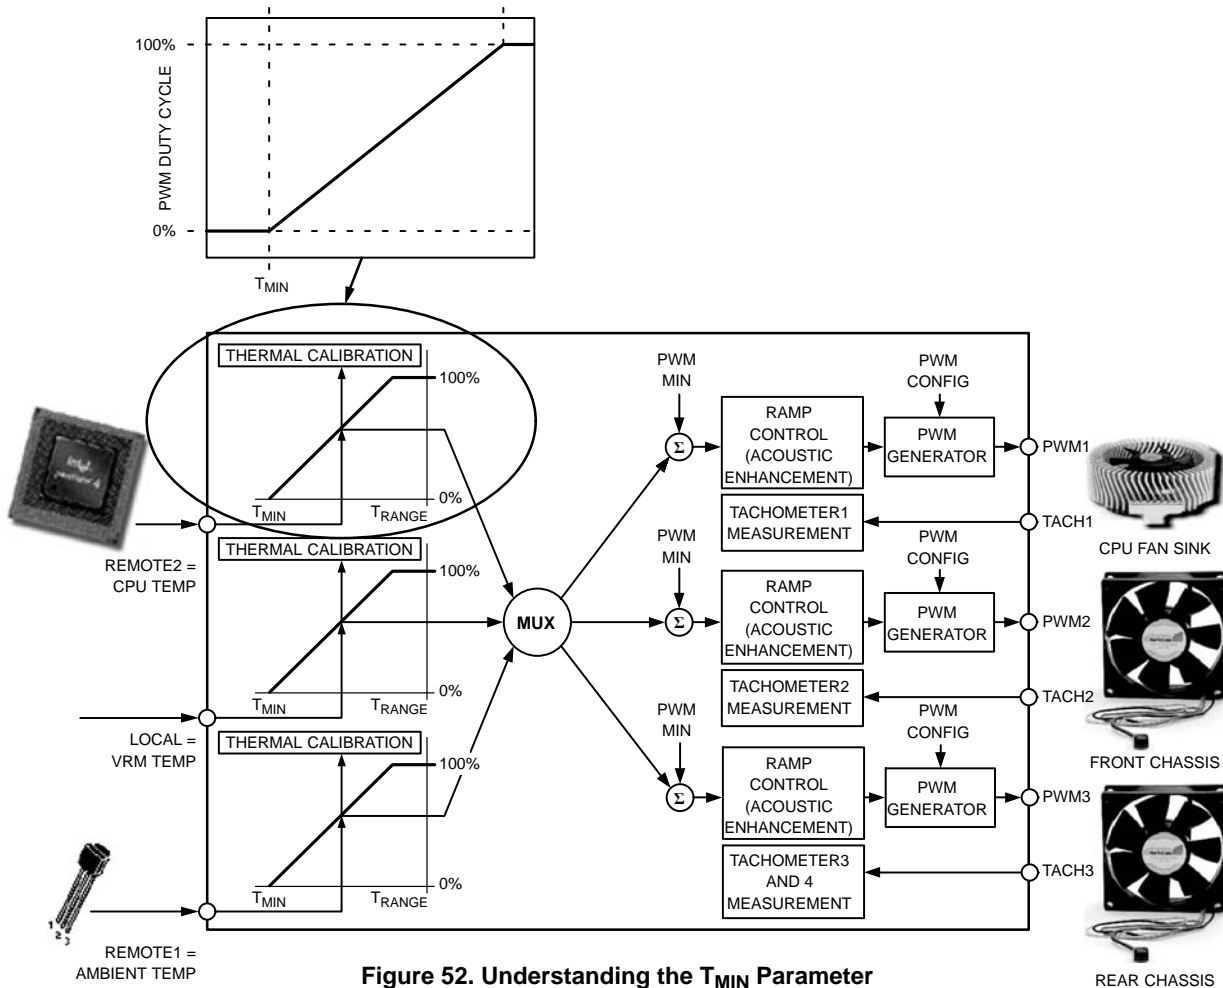 100%
PWM DUTY CYCLE
0%
TMIN
THERMAL CALIBRATION
100%
0%
TMIN
TRANGE
REMOTE2 =
CPU TEMP
THERMAL CALIBRATION
100%
0%
TMIN
TRANGE
LOCAL =
VRM TEMP
THERMAL CALIBRATION
100%
0%
TMIN
TRANGE
1
2
3
REMOTE1 =
AMBIENT TEMP
MUX
PWM
MIN
Σ
RAMP
CONTROL
(ACOUSTIC
ENHANCEMENT)
PWM
CONFIG
PWM
GENERATOR
PWM1
TACHOMETER1
MEASUREMENT
TACH1
CPU FAN SINK
PWM
MIN
Σ
RAMP
CONTROL
(ACOUSTIC
ENHANCEMENT)
PWM
CONFIG
PWM
GENERATOR
PWM2
TACHOMETER2
MEASUREMENT
TACH2
FRONT CHASSIS
PWM
MIN
Σ
RAMP
CONTROL
(ACOUSTIC
ENHANCEMENT)
PWM
CONFIG
PWM
GENERATOR
PWM3
TACHOMETER3
AND 4
MEASUREMENT
TACH3
REAR CHASSIS
Figure 52. Understanding the TMIN Parameter